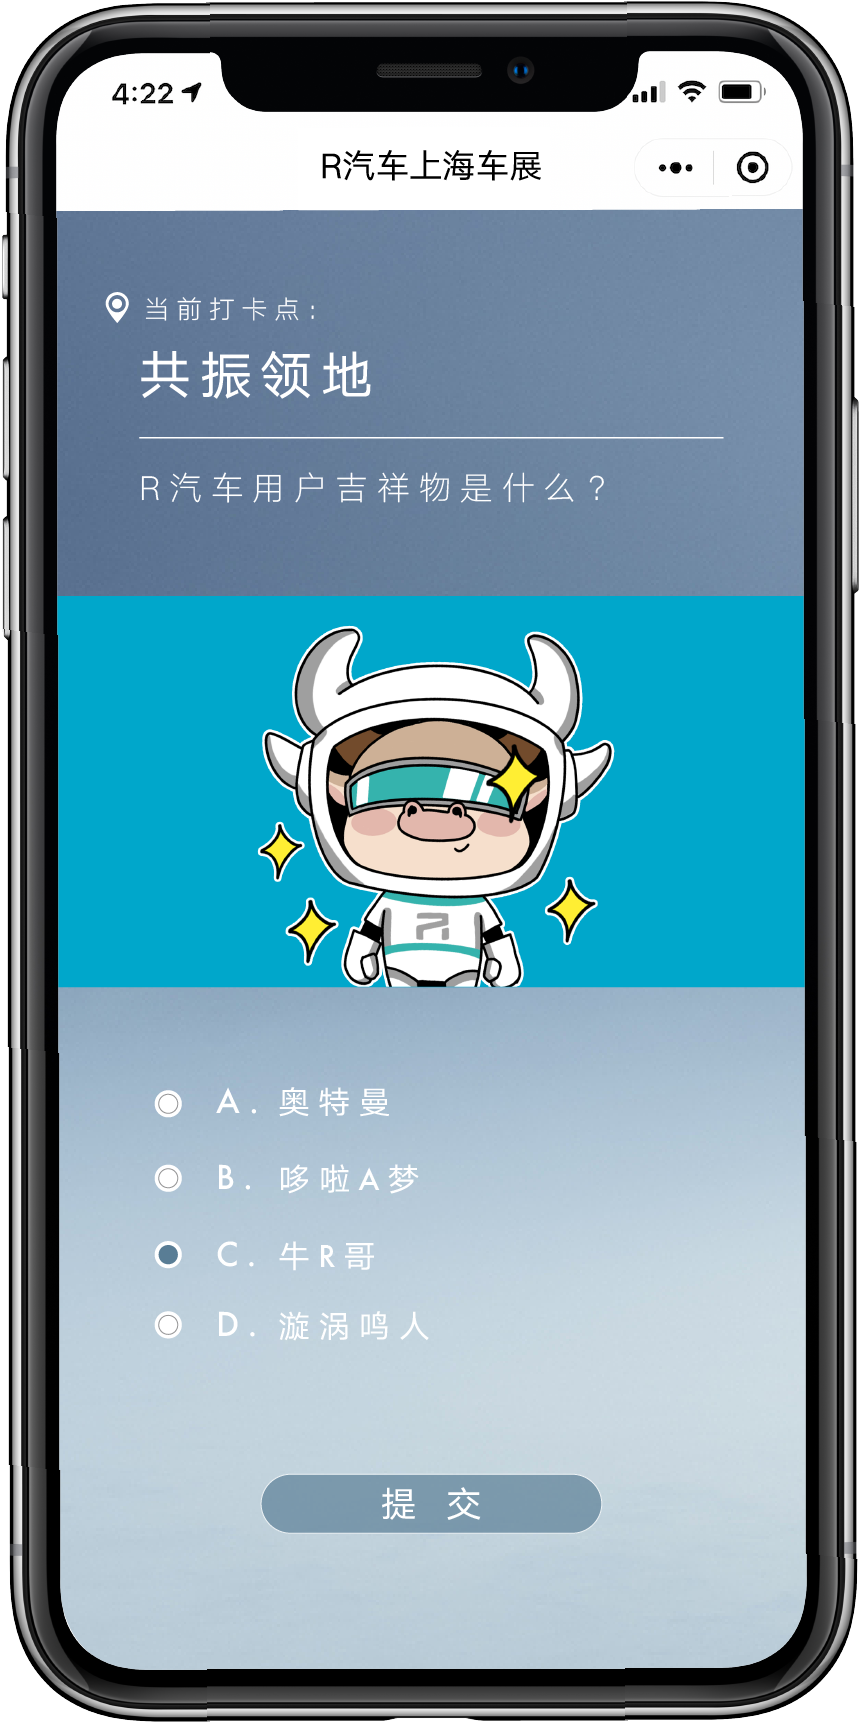 4:22
R汽车上海车展
当前打卡点:
共振领地
R汽车用户吉祥物是什么?
A. 奥特曼
B. 哆啦A梦
C. 牛R哥
D. 漩涡鸣人
提 交